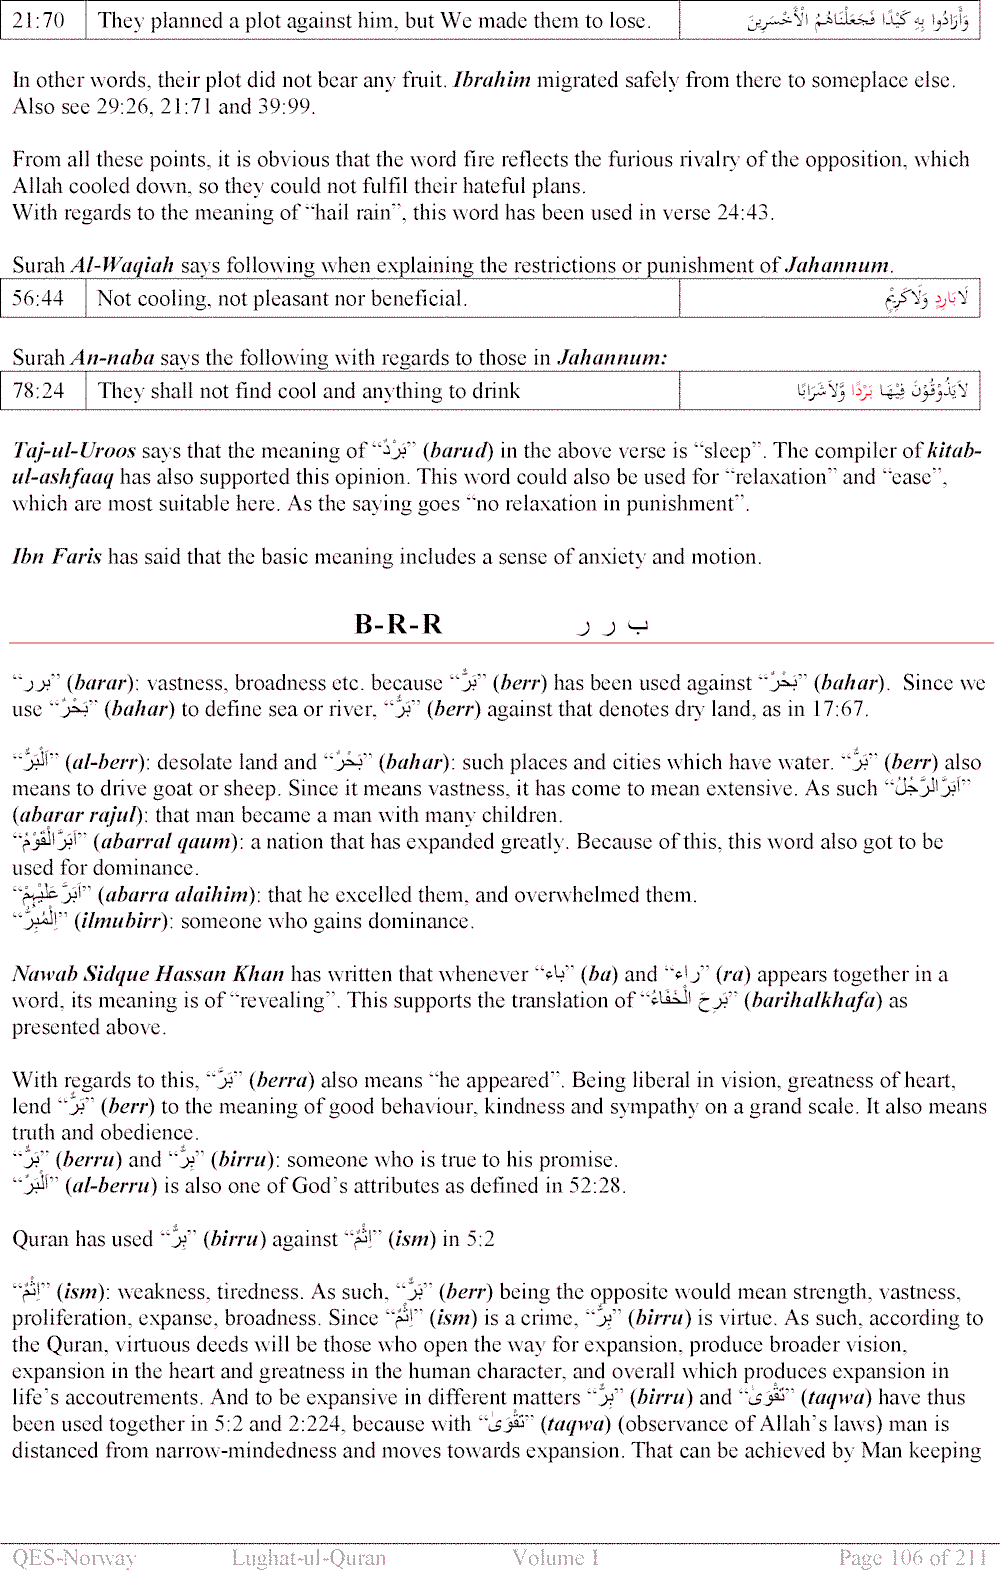 21:70 They planned a plot against him, but We made them to lose. وَأَرَادُوا بِهِ كَيْدًا فَجَعَلْنَاهُمُ الْأَخْسَرِينَ
In other words, their plot did not bear any fruit. Ibrahim migrated safely from there to someplace else.
Also see 29:26, 21:71 and 39:99.
From all these points, it is obvious that the word fire reflects the furious rivalry of the opposition, which
Allah cooled down, so they could not fulfil their hateful plans.
With regards to the meaning of “hail rain”, this word has been used in verse 24:43.
Surah Al-Waqiah says following when explaining the restrictions or punishment of Jahannum.
56:44 Not cooling, not pleasant nor beneficial. لَا بَارِدٍ وَلَا كَرِيْمٍ
Surah An-naba says the following with regards to those in Jahannum:
78:24 They shall not find cool and anything to drink لَا يَذُوْقُوْنَ فِيْهَا بَرْدًا وَّلَا شَرَابًا
Taj-ul-Uroos says that the meaning of “بَرْدٌ” (barud) in the above verse is “sleep”. The compiler of kitab-
ul-ashfaaq has also supported this opinion. This word could also be used for “relaxation” and “ease”,
which are most suitable here. As the saying goes “no relaxation in punishment”.
Ibn Faris has said that the basic meaning includes a sense of anxiety and motion.
B-R-R ب ر ر
“برر” (barar): vastness, broadness etc. because “بَرٌّ” (berr) has been used against “بَحْرٌ” (bahar). Since we
use “بَحْرٌ” (bahar) to define sea or river, “بَرٌّ” (berr) against that denotes dry land, as in 17:67.
“اَلْبَرُّ” (al-berr): desolate land and “بَحْرٌ” (bahar): such places and cities which have water. “بَرٌّ” (berr) also
means to drive goat or sheep. Since it means vastness, it has come to mean extensive. As such “اَبَرَّ الرَّجُلُ”
(abarar rajul): that man became a man with many children.
“اَبَرَّ الْقَوْمُ” (abarral qaum): a nation that has expanded greatly. Because of this, this word also got to be
used for dominance.
“اَبَرَّ عَلَيْهِمْ” (abarra alaihim): that he excelled them, and overwhelmed them.
“اِلْمُبِرُّ” (ilmubirr): someone who gains dominance.
Nawab Sidque Hassan Khan has written that whenever “باء” (ba) and “راء” (ra) appears together in a
word, its meaning is of “revealing”. This supports the translation of “بَرِحَ الْخَفَاءُ” (barihalkhafa) as
presented above.
With regards to this, “بَرَّ” (berra) also means “he appeared”. Being liberal in vision, greatness of heart,
lend “بَرٌّ” (berr) to the meaning of good behaviour, kindness and sympathy on a grand scale. It also means
truth and obedience.
“بَرٌّ” (berru) and “بِرٌّ” (birru): someone who is true to his promise.
“اَلْبَرُّ” (al-berru) is also one of God’s attributes as defined in 52:28.
Quran has used “بِرٌّ” (birru) against “اِثْمٌ” (ism) in 5:2
“اِثْمٌ” (ism): weakness, tiredness. As such, “بَرٌّ” (berr) being the opposite would mean strength, vastness,
proliferation, expanse, broadness. Since “اِثْمٌ” (ism) is a crime, “بِرٌّ” (birru) is virtue. As such, according to
the Quran, virtuous deeds will be those who open the way for expansion, produce broader vision,
expansion in the heart and greatness in the human character, and overall which produces expansion in
life’s accoutrements. And to be expansive in different matters “بِرٌّ” (birru) and “تَقْوَىٰ” (taqwa) have thus
been used together in 5:2 and 2:224, because with “تَقْوَىٰ” (taqwa) (observance of Allah’s laws) man is
distanced from narrow-mindedness and moves towards expansion. That can be achieved by Man keeping
QES-Norway Lughat-ul-Quran Volume I Page 106 of 211